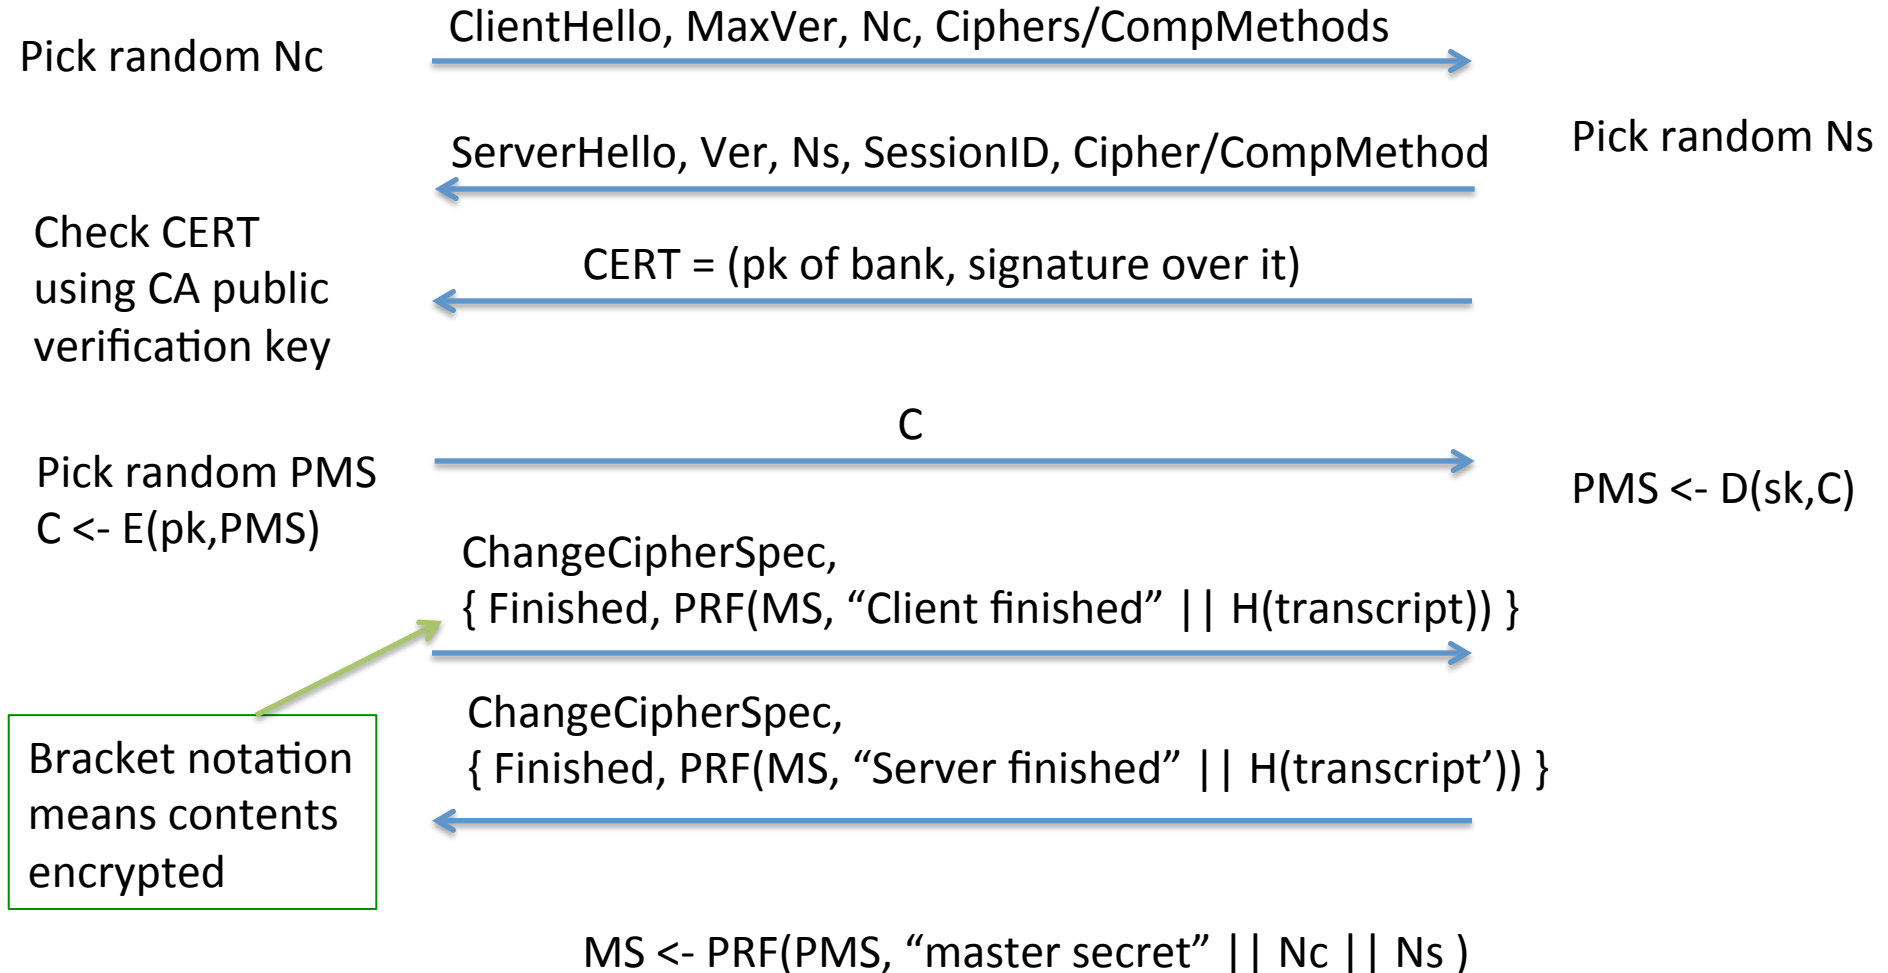 ClientHello, MaxVer, Nc, Ciphers/CompMethods
Pick random Nc
Pick random Ns
ServerHello, Ver, Ns, SessionID, Cipher/CompMethod
Check CERT
using CA public
verification key
CERT = (pk of bank, signature over it)
C
Pick random PMS
C <- E(pk,PMS)
PMS <- D(sk,C)
ChangeCipherSpec,
{ Finished, PRF(MS, “Client finished” || H(transcript)) }
ChangeCipherSpec,
{ Finished, PRF(MS, “Server finished” || H(transcript’)) }
Bracket notation
means contents
encrypted
MS <- PRF(PMS, “master secret” || Nc || Ns )